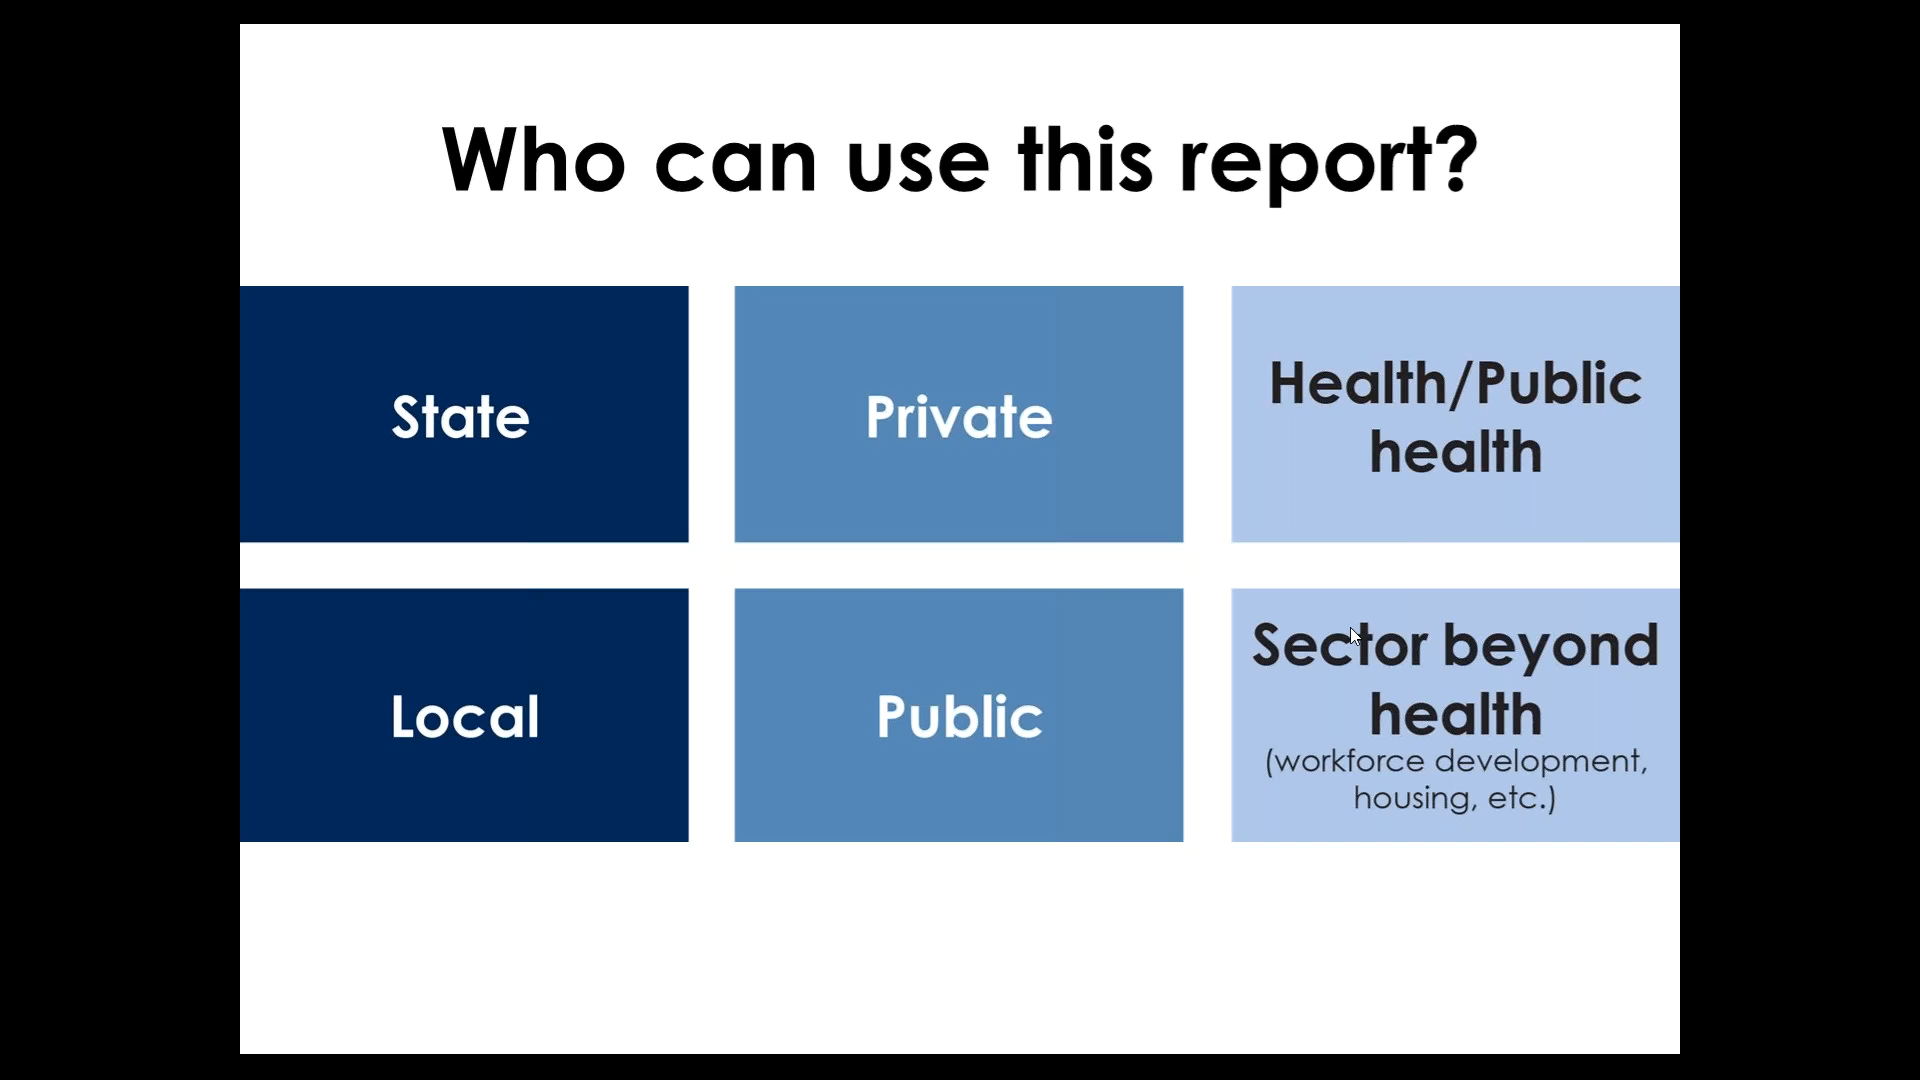 Who can use this report?
State
Private
Health/Public
health
Local
Public
Sector beyond
health
(workforce development,
housing, etc.)